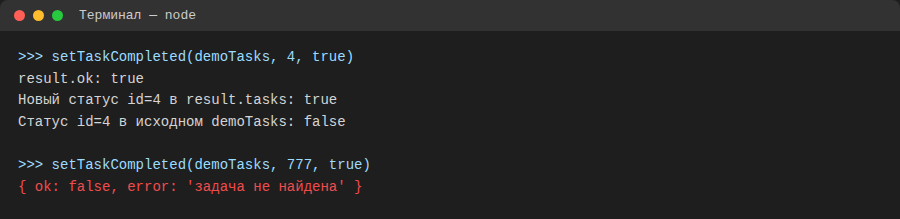 Терминал — node
>>> setTaskCompleted(demoTasks, 4, true)
result.ok: true
Новый статус id=4 в result.tasks: true
Статус id=4 в исходном demoTasks: false
>>> setTaskCompleted(demoTasks, 777, true)
{ ok: false, error: 'задача не найдена' }